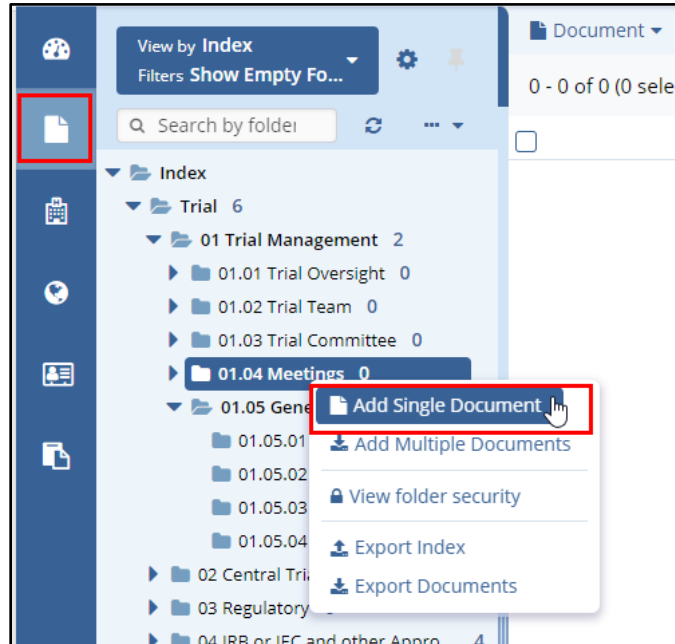 View by Index
Filters Show Empty Fo...
Document
0 - 0 of 0 (0 sele
Search by folder
Index
Trial 6
01 Trial Management 2
01.01 Trial Oversight 0
01.02 Trial Team 0
01.03 Trial Committee 0
01.04 Meetings 0
01.05 Gene
Add Single Document
01.05.01
Add Multiple Documents
01.05.02
View folder security
01.05.03
01.05.04
Export Index
02 Central Tri
Export Documents
03 Regulatory
04 IRB or IEC and other Appro... 4